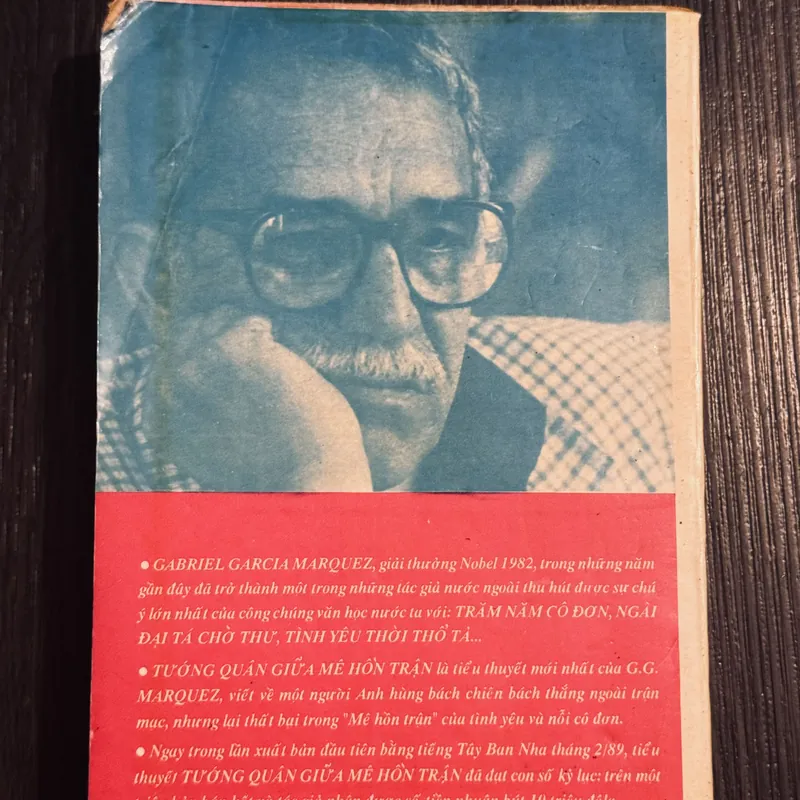 ● GABRIEL GARCIA MARQUEZ, giải thưởng Nobel 1982, trong những năm
gần đây đã trở thành một trong những tác giả nước ngoài thu hút được sự chú
ý lớn nhất của công chúng văn học nước ta với: TRĂM NĂM CÔ ĐƠN, NGÀI
ĐẠI TÁ CHỜ THƯ, TÌNH YÊU THỜI THỔ TẢ...
● TƯỚNG QUÂN GIỮA MÊ HỒN TRẬN là tiểu thuyết mới nhất của G.G.
MARQUEZ, viết về một người Anh hùng bách chiến bách thắng ngoài trận
mạc, nhưng lại thất bại trong "Mê hồn trận" của tình yêu và nỗi cô đơn.
● Ngay trong lần xuất bản đầu tiên bằng tiếng Tây Ban Nha tháng 2/89, tiểu
thuyết TƯỚNG QUÂN GIỮA MÊ HỒN TRẬN đã đạt con số kỷ lục: trên một